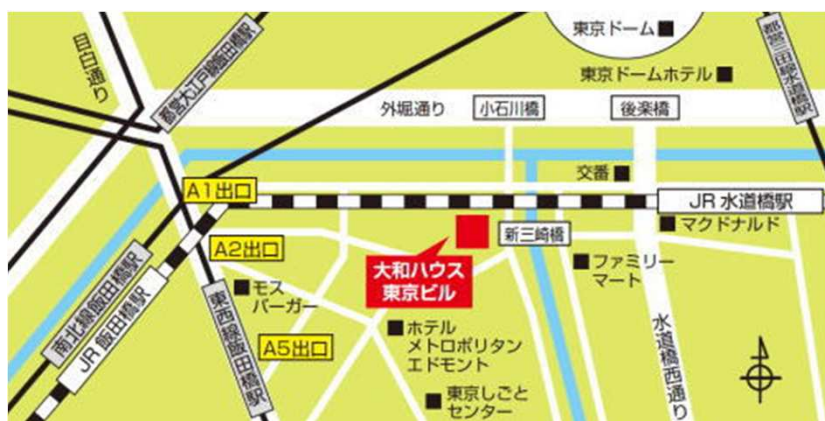 東京ドーム
東京ドームホテル
目白通り
都営大江戸線飯田橋駅
都営三田線水道橋駅
外堀通り
小石川橋
後楽橋
交番
A1出口
JR 水道橋駅
マクドナルド
新三崎橋
A2出口
大和ハウス
東京ビル
ファミリー
マート
南北線飯田橋駅
JR 飯田橋駅
東西線飯田橋駅
モス
バーガー
A5出口
ホテル
メトロポリタン
エドモント
水道橋西通り
東京しごと
センター